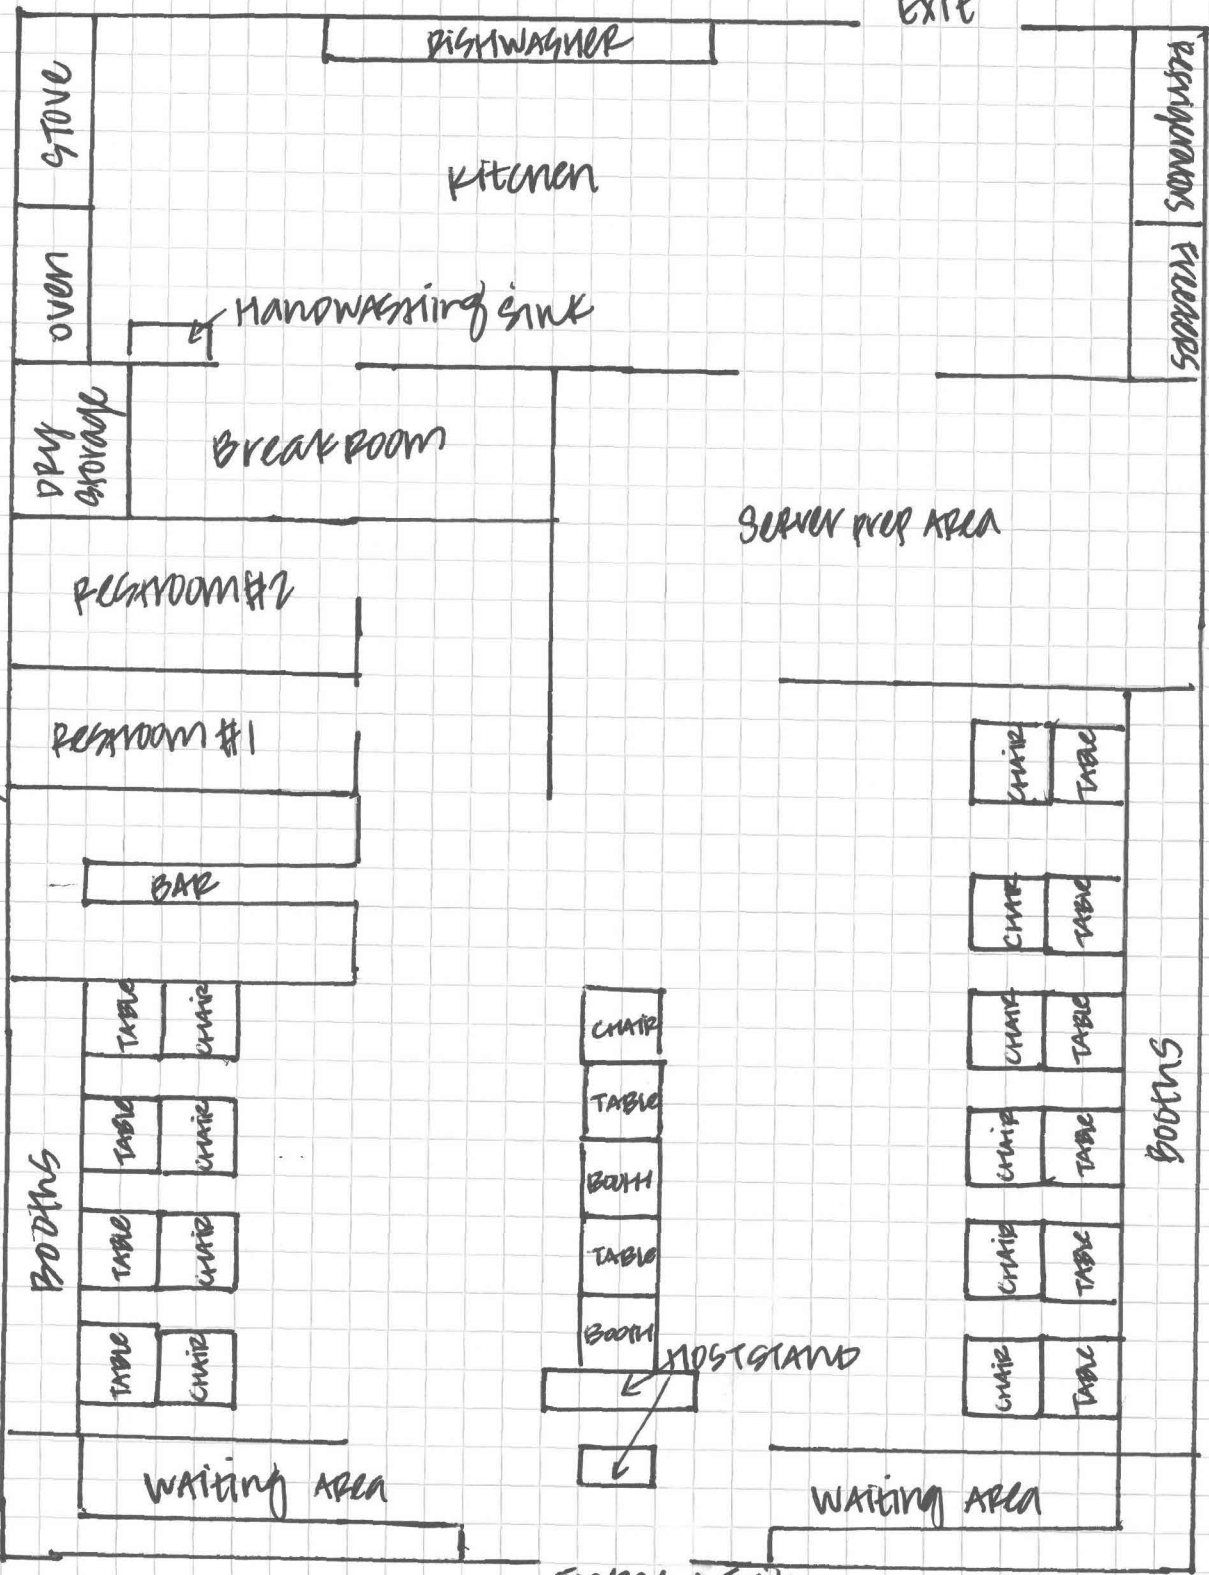 EXIT
DISHWASHER
STOVE
Kitchen
Refrigerators
oven
Freezers
HANDWASHing Sink
DRY
Storage
Break Room
Server prep AREA
Restroom #2
Restroom #1
CHAIR
TABLE
BAR
CHAIR
TABLE
TABLE
CHAIR
CHAIR
CHAIR
TABLE
BOOTHS
TABLE
CHAIR
TABLE
CHAIR
TABLE
BOOTHS
BOOTH
TABLE
CHAIR
TABLE
CHAIR
TABLE
BOOTH
HOSTSTAND
TABLE
CHAIR
CHAIR
TABLE
WAiting AREA
WAiting AREA